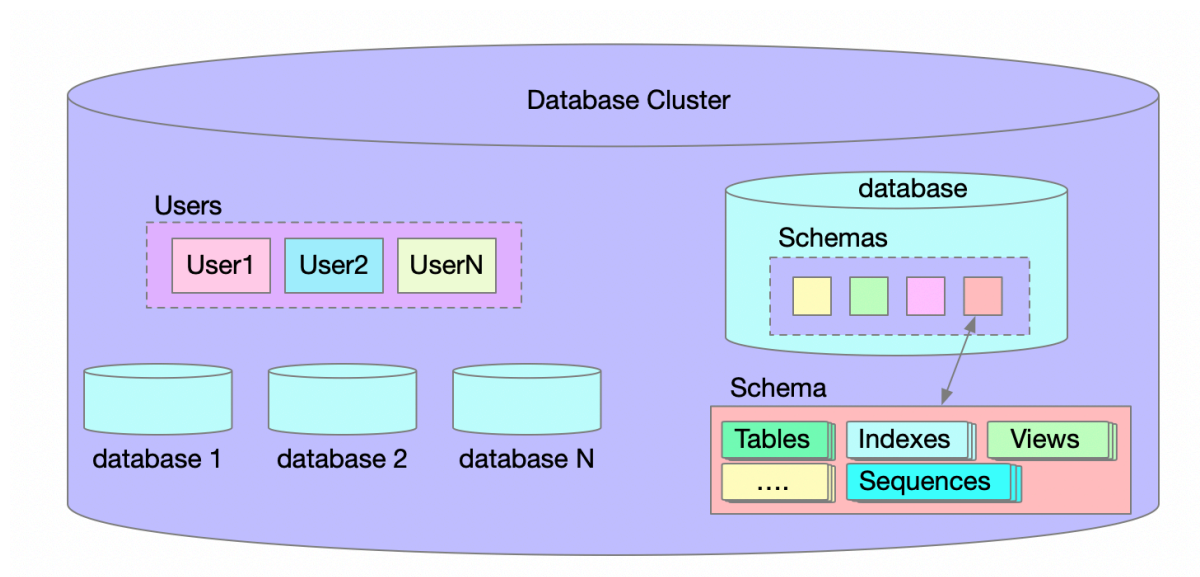 Database Cluster
Users
User1 User2 UserN
database 1 database 2 database N
database
Schemas
Schema
Tables Indexes Views
.... Sequences